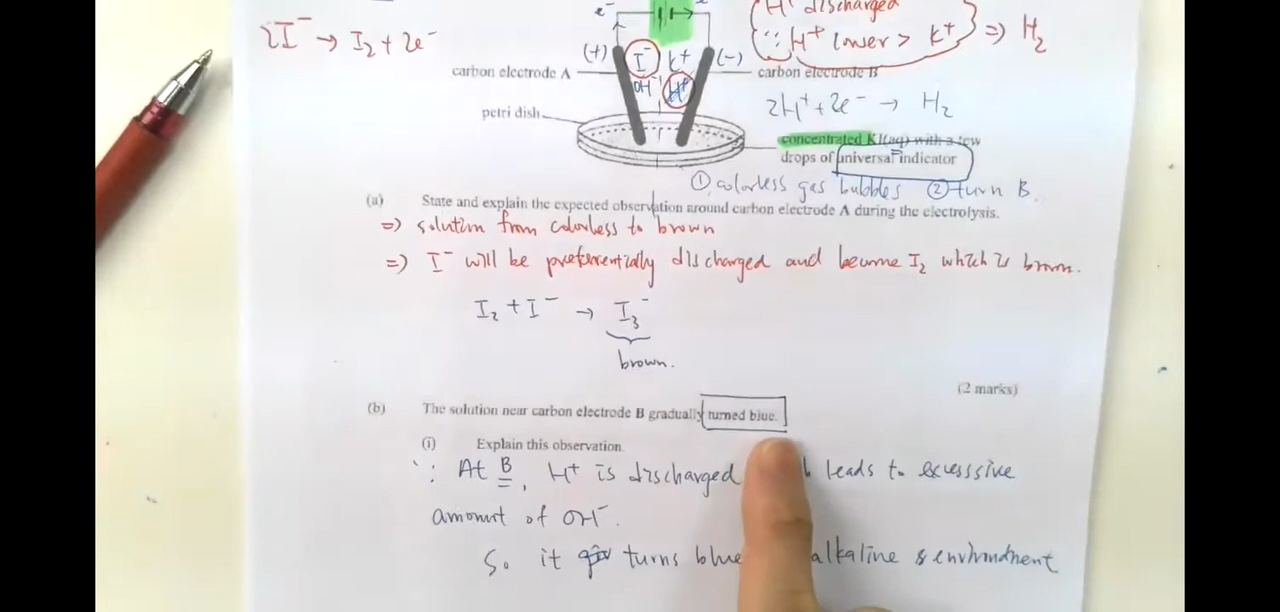 H⁺ discharged
2I⁻ → I₂ + 2e⁻
e⁻
∵ H⁺ lower > K⁺ ⇒ H₂
(+) I⁻ K⁺ (-)
carbon electrode A
carbon electrode B
OH⁻ H⁺
2H⁺ + 2e⁻ → H₂
petri dish
concentrated KI(aq) with a few
drops of universal indicator
① colorless gas bubbles ② turn B.
(a) State and explain the expected observation around carbon electrode A during the electrolysis.
⇒ solution from colorless to brown
⇒ I⁻ will be preferentially discharged and become I₂ which is brown.
I₂ + I⁻ → I₃⁻
brown.
(2 marks)
(b) The solution near carbon electrode B gradually turned blue.
(i) Explain this observation.
∵ At B, H⁺ is discharged leads to excesssive
amount of OH⁻.
So it turns blue alkaline